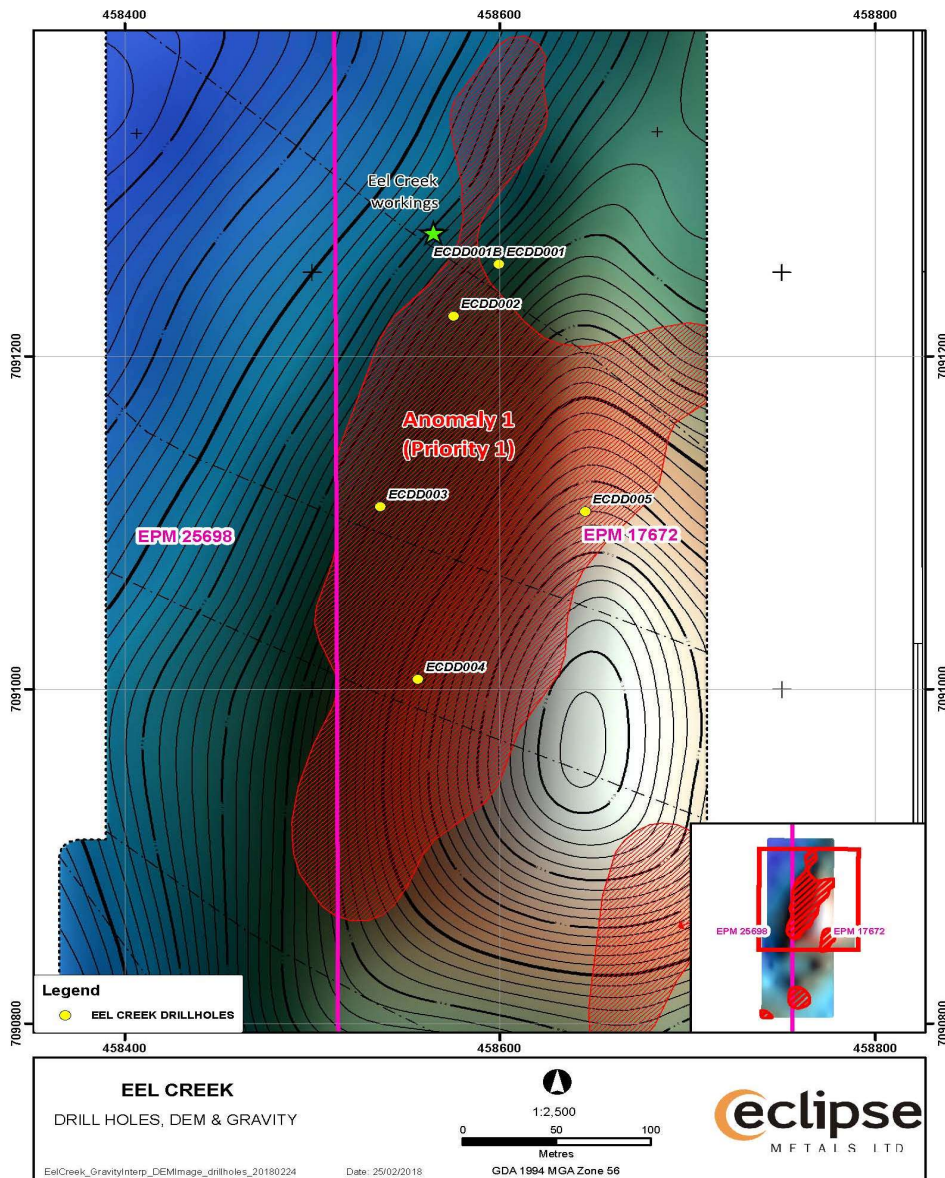 458400 458600 458800
Eel Creek
workings
ECDD001B ECDD001
ECDD002
7091200 7091200
Anomaly 1
(Priority 1)
ECDD003
ECDD005
EPM 25698
EPM 17672
ECDD004
7091000 7091000
EPM 25698
EPM 17672
Legend
EEL CREEK DRILLHOLES
7090800 7090800
458400 458600 458800
EEL CREEK
DRILL HOLES, DEM & GRAVITY
1:2,500
0 50 100
Metres
GDA 1994 MGA Zone 56
EelCreek_GravityInterp_DEMImage_drillholes_20180224
Date: 25/02/2018
eclipse
METALS LTD